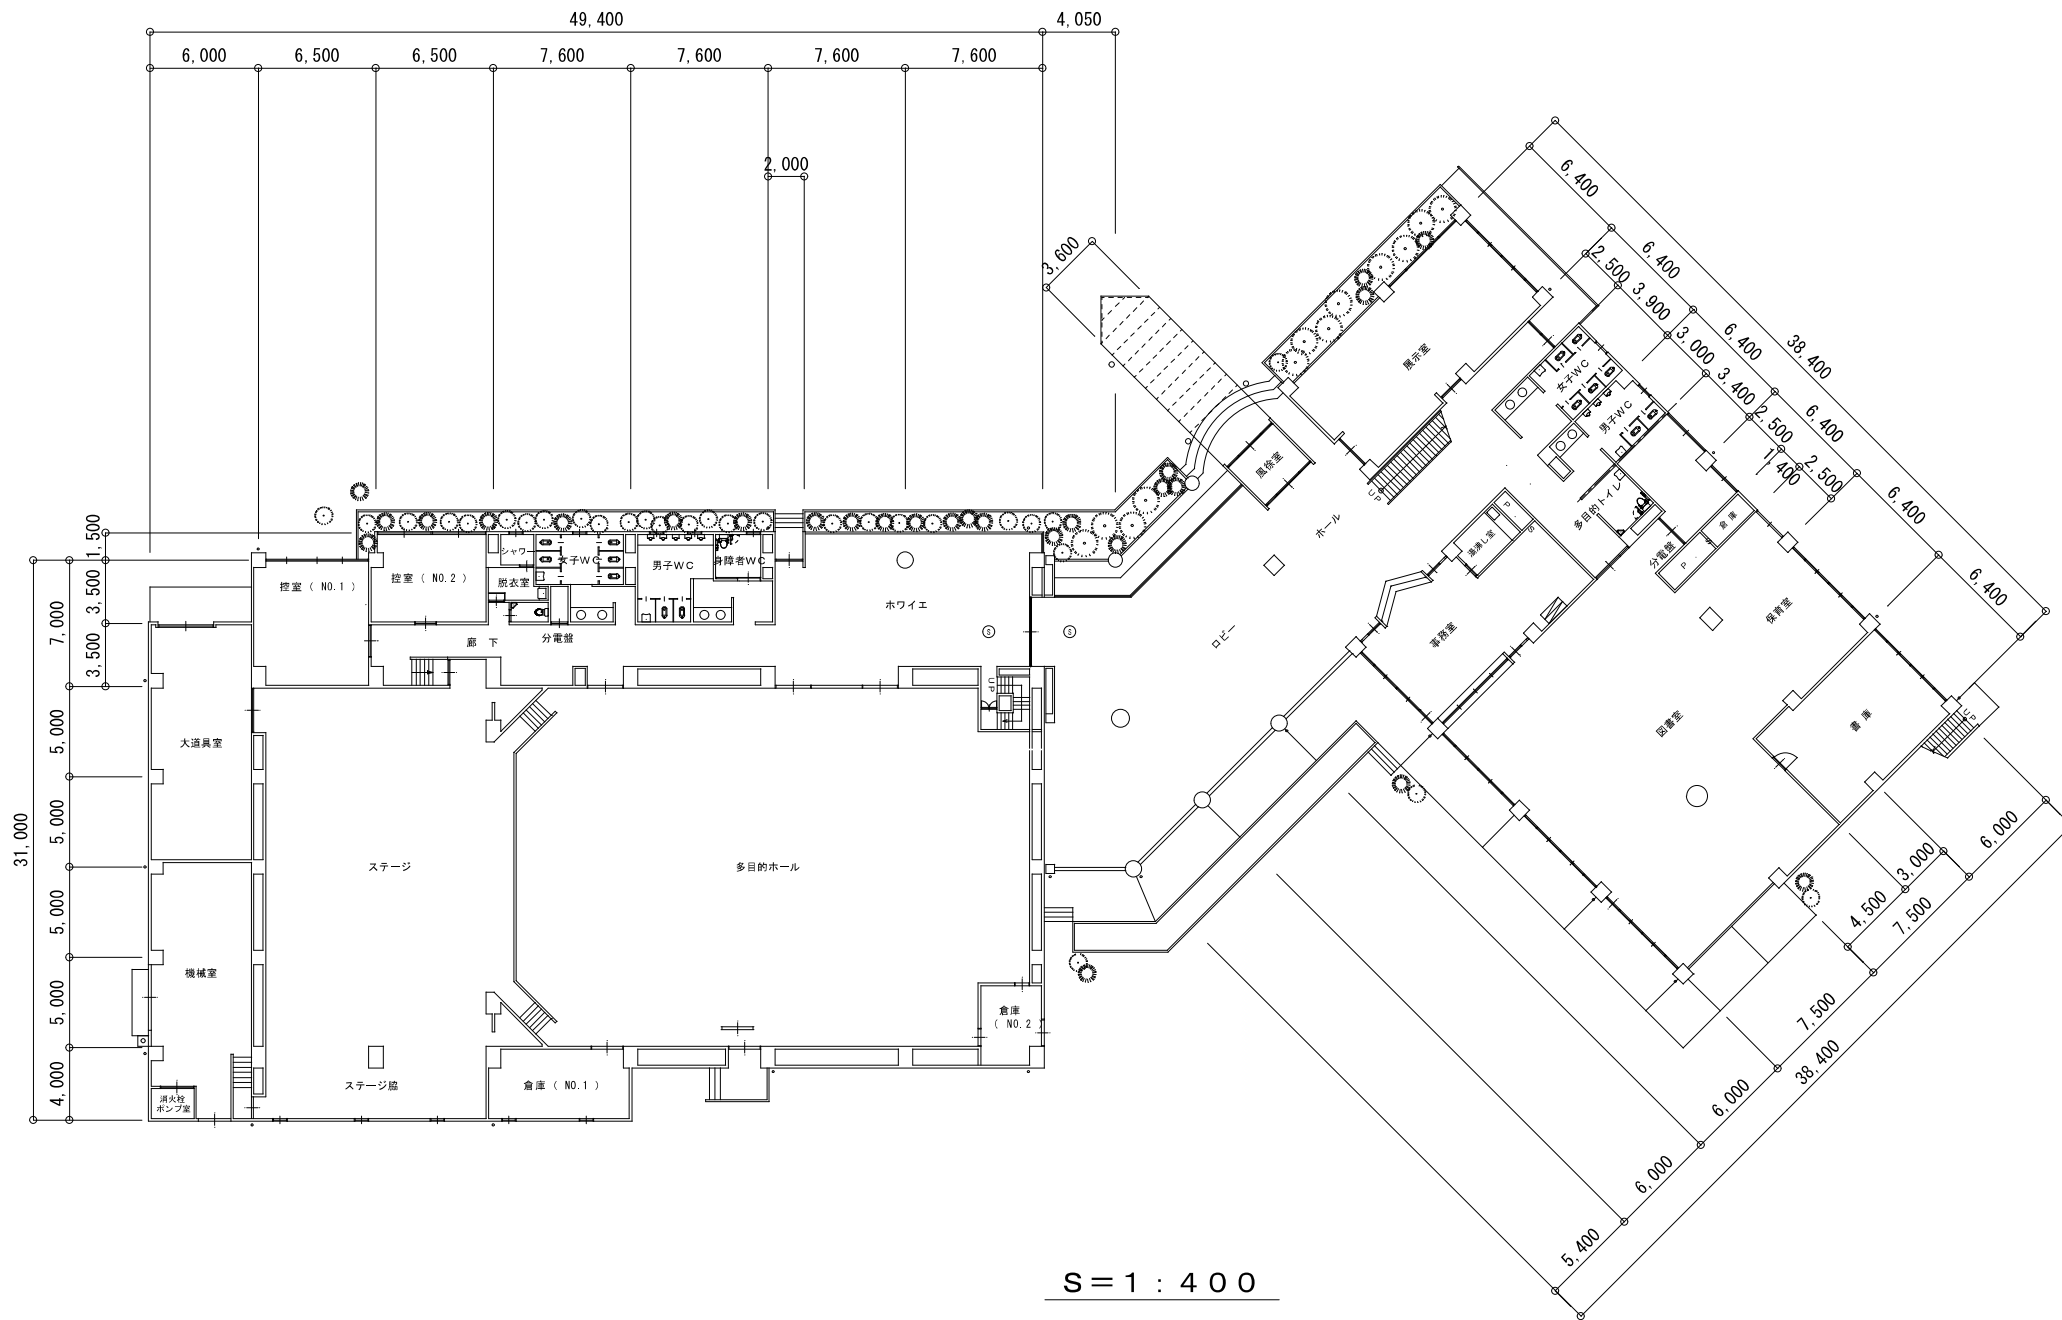 49,400
4,050
6,000
6,500
6,500
7,600
7,600
7,600
7,600
2,000
3,600
6,400
6,400
6,400
6,400
6,400
6,400
38,400
2,500
3,900
3,000
3,400
2,500
1,400
2,500
1,500
3,500
3,500
7,000
5,000
5,000
5,000
5,000
4,000
31,000
展示室
女子WC
男子WC
多目的トイレ
風徐室
UP
ホール
湯沸し室
P
S
S
分電盤
倉庫
P
保育室
事務室
ロビー
図書室
書庫
UP
控室(NO.1)
控室(NO.2)
シャワー
脱衣室
女子WC
男子WC
身障者WC
ホワイエ
S
S
廊 下
分電盤
UP
大道具室
ステージ
多目的ホール
機械室
倉庫
(NO.2)
ステージ脇
倉庫(NO.1)
消火栓
ポンプ室
6,000
3,000
7,500
4,500
7,500
6,000
6,000
5,400
38,400
S=1:400